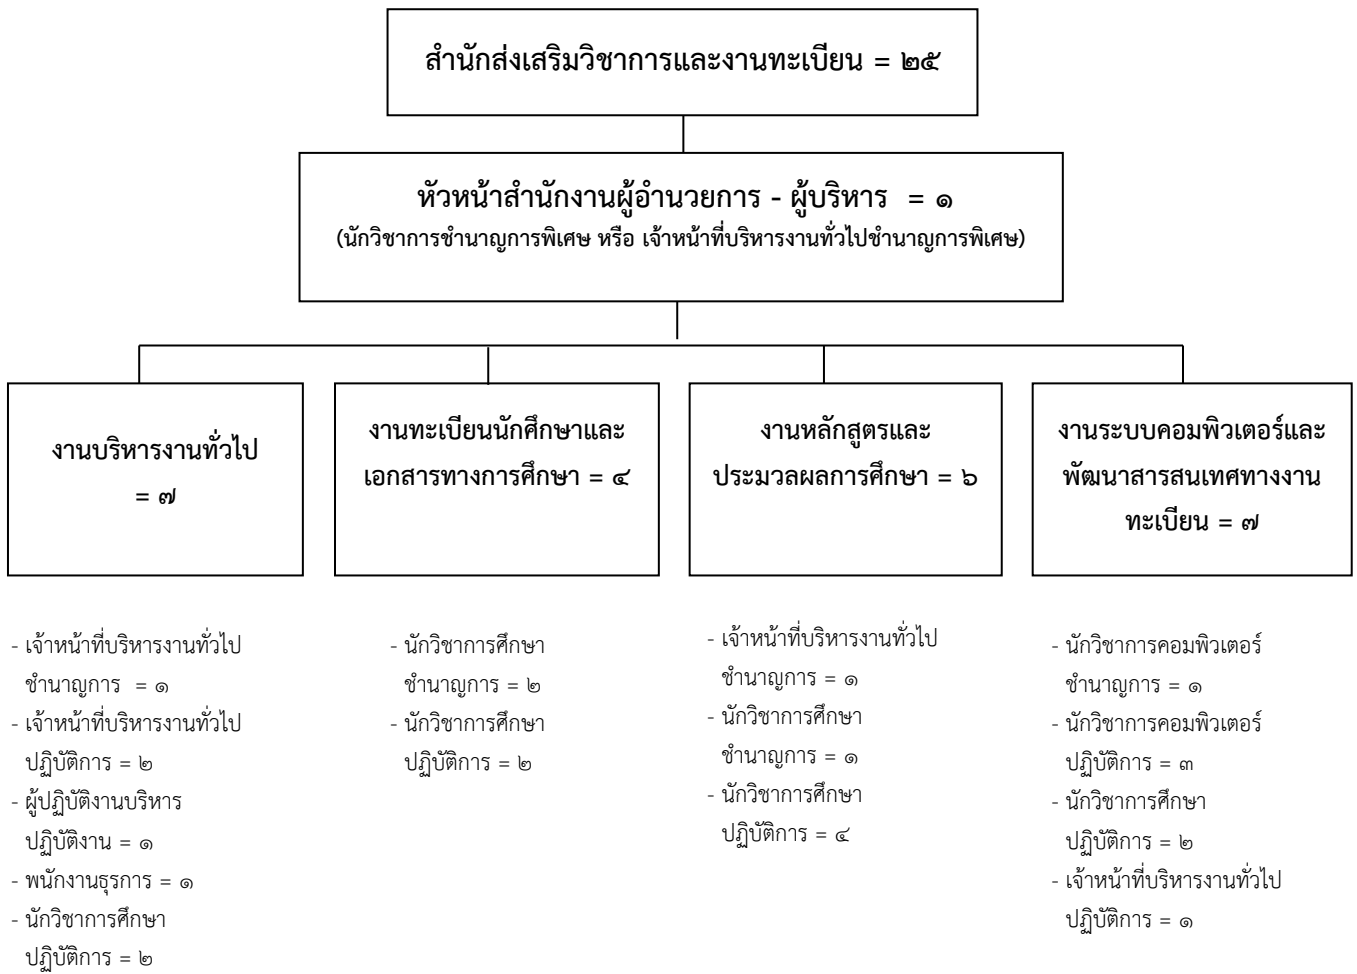 สำนักส่งเสริมวิชาการและงานทะเบียน = ๒๕
หัวหน้าสำนักงานผู้อำนวยการ - ผู้บริหาร = ๑
(นักวิชาการชำนาญการพิเศษ หรือ เจ้าหน้าที่บริหารงานทั่วไปชำนาญการพิเศษ)
งานบริหารงานทั่วไป
= ๗
งานทะเบียนนักศึกษาและ
เอกสารทางการศึกษา = ๔
งานหลักสูตรและ
ประมวลผลการศึกษา = ๖
งานระบบคอมพิวเตอร์และ
พัฒนาสารสนเทศทางงาน
ทะเบียน = ๗
- เจ้าหน้าที่บริหารงานทั่วไป
ชำนาญการ = ๑
- เจ้าหน้าที่บริหารงานทั่วไป
ปฏิบัติการ = ๒
- ผู้ปฏิบัติงานบริหาร
ปฏิบัติงาน = ๑
- พนักงานธุรการ = ๑
- นักวิชาการศึกษา
ปฏิบัติการ = ๒
- นักวิชาการศึกษา
ชำนาญการ = ๒
- นักวิชาการศึกษา
ปฏิบัติการ = ๒
- เจ้าหน้าที่บริหารงานทั่วไป
ชำนาญการ = ๑
- นักวิชาการศึกษา
ชำนาญการ = ๑
- นักวิชาการศึกษา
ปฏิบัติการ = ๔
- นักวิชาการคอมพิวเตอร์
ชำนาญการ = ๑
- นักวิชาการคอมพิวเตอร์
ปฏิบัติการ = ๓
- นักวิชาการศึกษา
ปฏิบัติการ = ๒
- เจ้าหน้าที่บริหารงานทั่วไป
ปฏิบัติการ = ๑